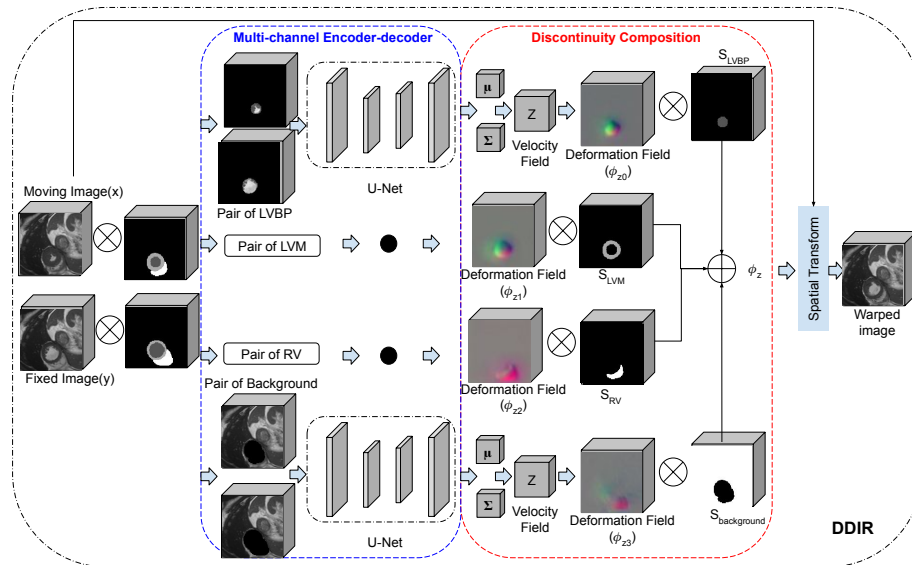 Multi-channel Encoder-decoder
Discontinuity Composition
S_LVBP
μ
Z
Σ
U-Net
Velocity
Field
Deformation Field
(ϕ_z0)
Pair of LVBP
Moving Image(x)
Pair of LVM
Deformation Field
(ϕ_z1)
S_LVM
ϕ_z
Spatial Transform
Warped
image
Fixed Image(y)
Pair of RV
Deformation Field
(ϕ_z2)
S_RV
Pair of Background
μ
Z
Σ
U-Net
Velocity
Field
Deformation Field
(ϕ_z3)
S_background
DDIR